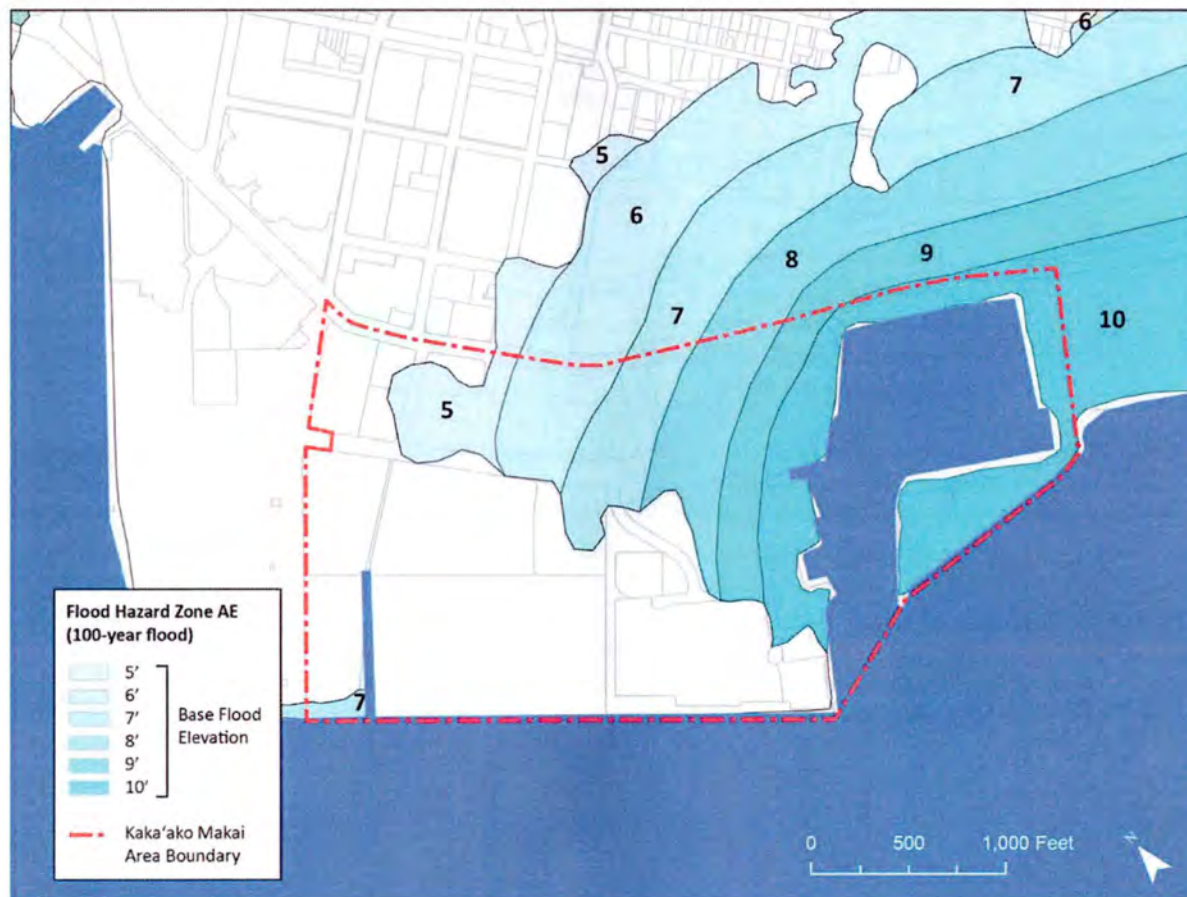 6
7
5
6
8
9
7
10
5
7
Flood Hazard Zone AE
(100-year flood)
5'
6'
7'
8'
9'
10'
Base Flood
Elevation
Kaka'ako Makai
Area Boundary
0 500 1,000 Feet
N